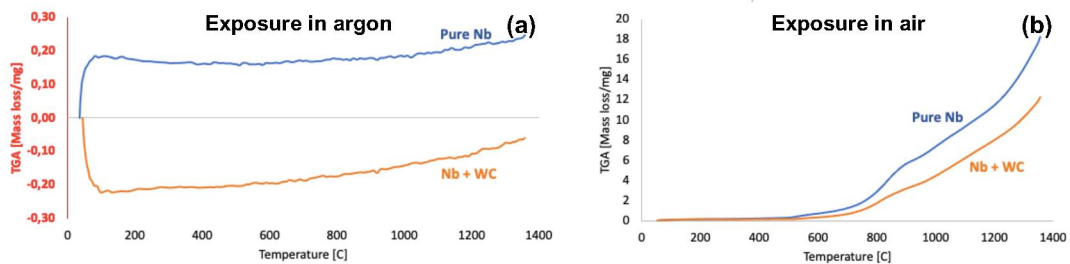 Exposure in argon
(a)
TGA [Mass loss/mg]
0,30
0,20
0,10
0,00
-0,10
-0,20
-0,30
Pure Nb
Nb + WC
0 200 400 600 800 1000 1200 1400
Temperature [C]
Exposure in air
(b)
TGA [Mass loss/mg]
20
18
16
14
12
10
8
6
4
2
0
Pure Nb
Nb + WC
0 200 400 600 800 1000 1200 1400
Temperature [C]